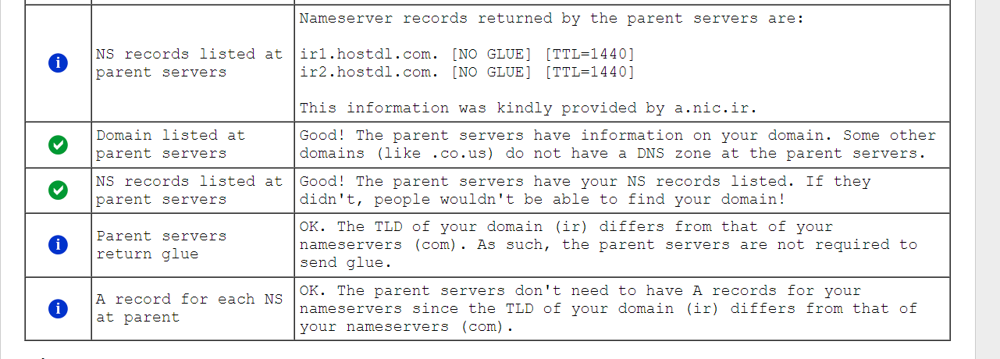 Nameserver records returned by the parent servers are:
NS records listed at
parent servers
ir1.hostdl.com. [NO GLUE] [TTL=1440]
ir2.hostdl.com. [NO GLUE] [TTL=1440]
This information was kindly provided by a.nic.ir.
Domain listed at
parent servers
Good! The parent servers have information on your domain. Some other
domains (like .co.us) do not have a DNS zone at the parent servers.
NS records listed at
parent servers
Good! The parent servers have your NS records listed. If they
didn't, people wouldn't be able to find your domain!
Parent servers
return glue
OK. The TLD of your domain (ir) differs from that of your
nameservers (com). As such, the parent servers are not required to
send glue.
A record for each NS
at parent
OK. The parent servers don't need to have A records for your
nameservers since the TLD of your domain (ir) differs from that of
your nameservers (com).